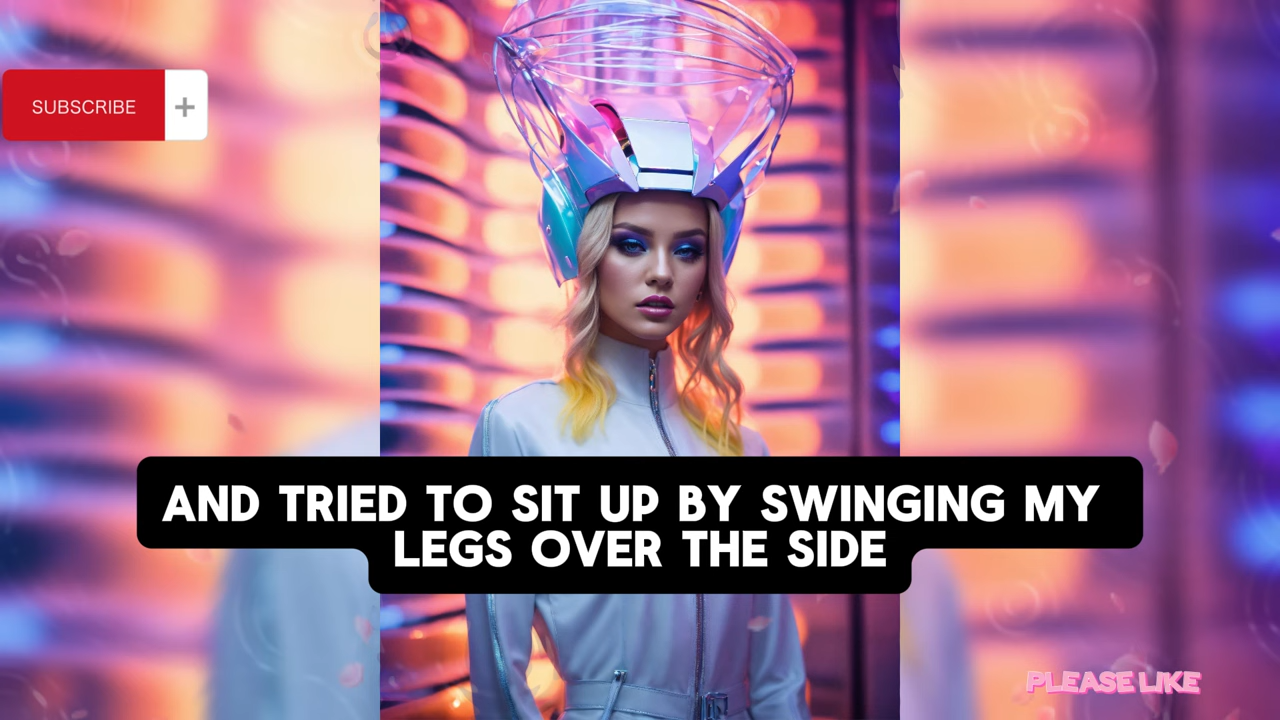 SUBSCRIBE +
AND TRIED TO SIT UP BY SWINGING MY
LEGS OVER THE SIDE
PLEASE LIKE